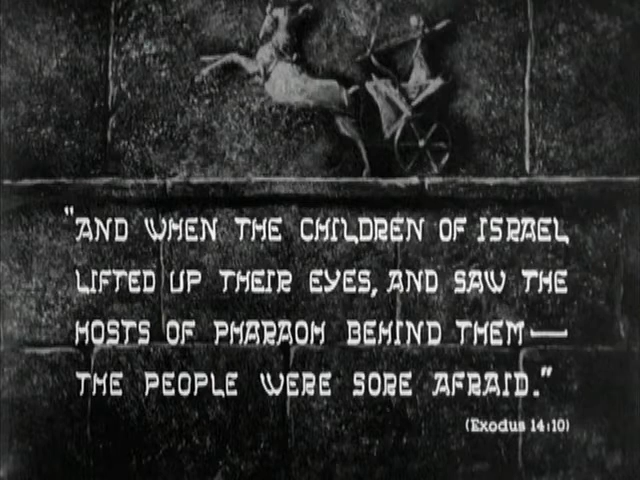 "AND WHEN THE CHILDREN OF ISRAEL
LIFTED UP THEIR EYES, AND SAW THE
HOSTS OF PHARAOH BEHIND THEM—
THE PEOPLE WERE SORE AFRAID."
(Exodus 14:10)